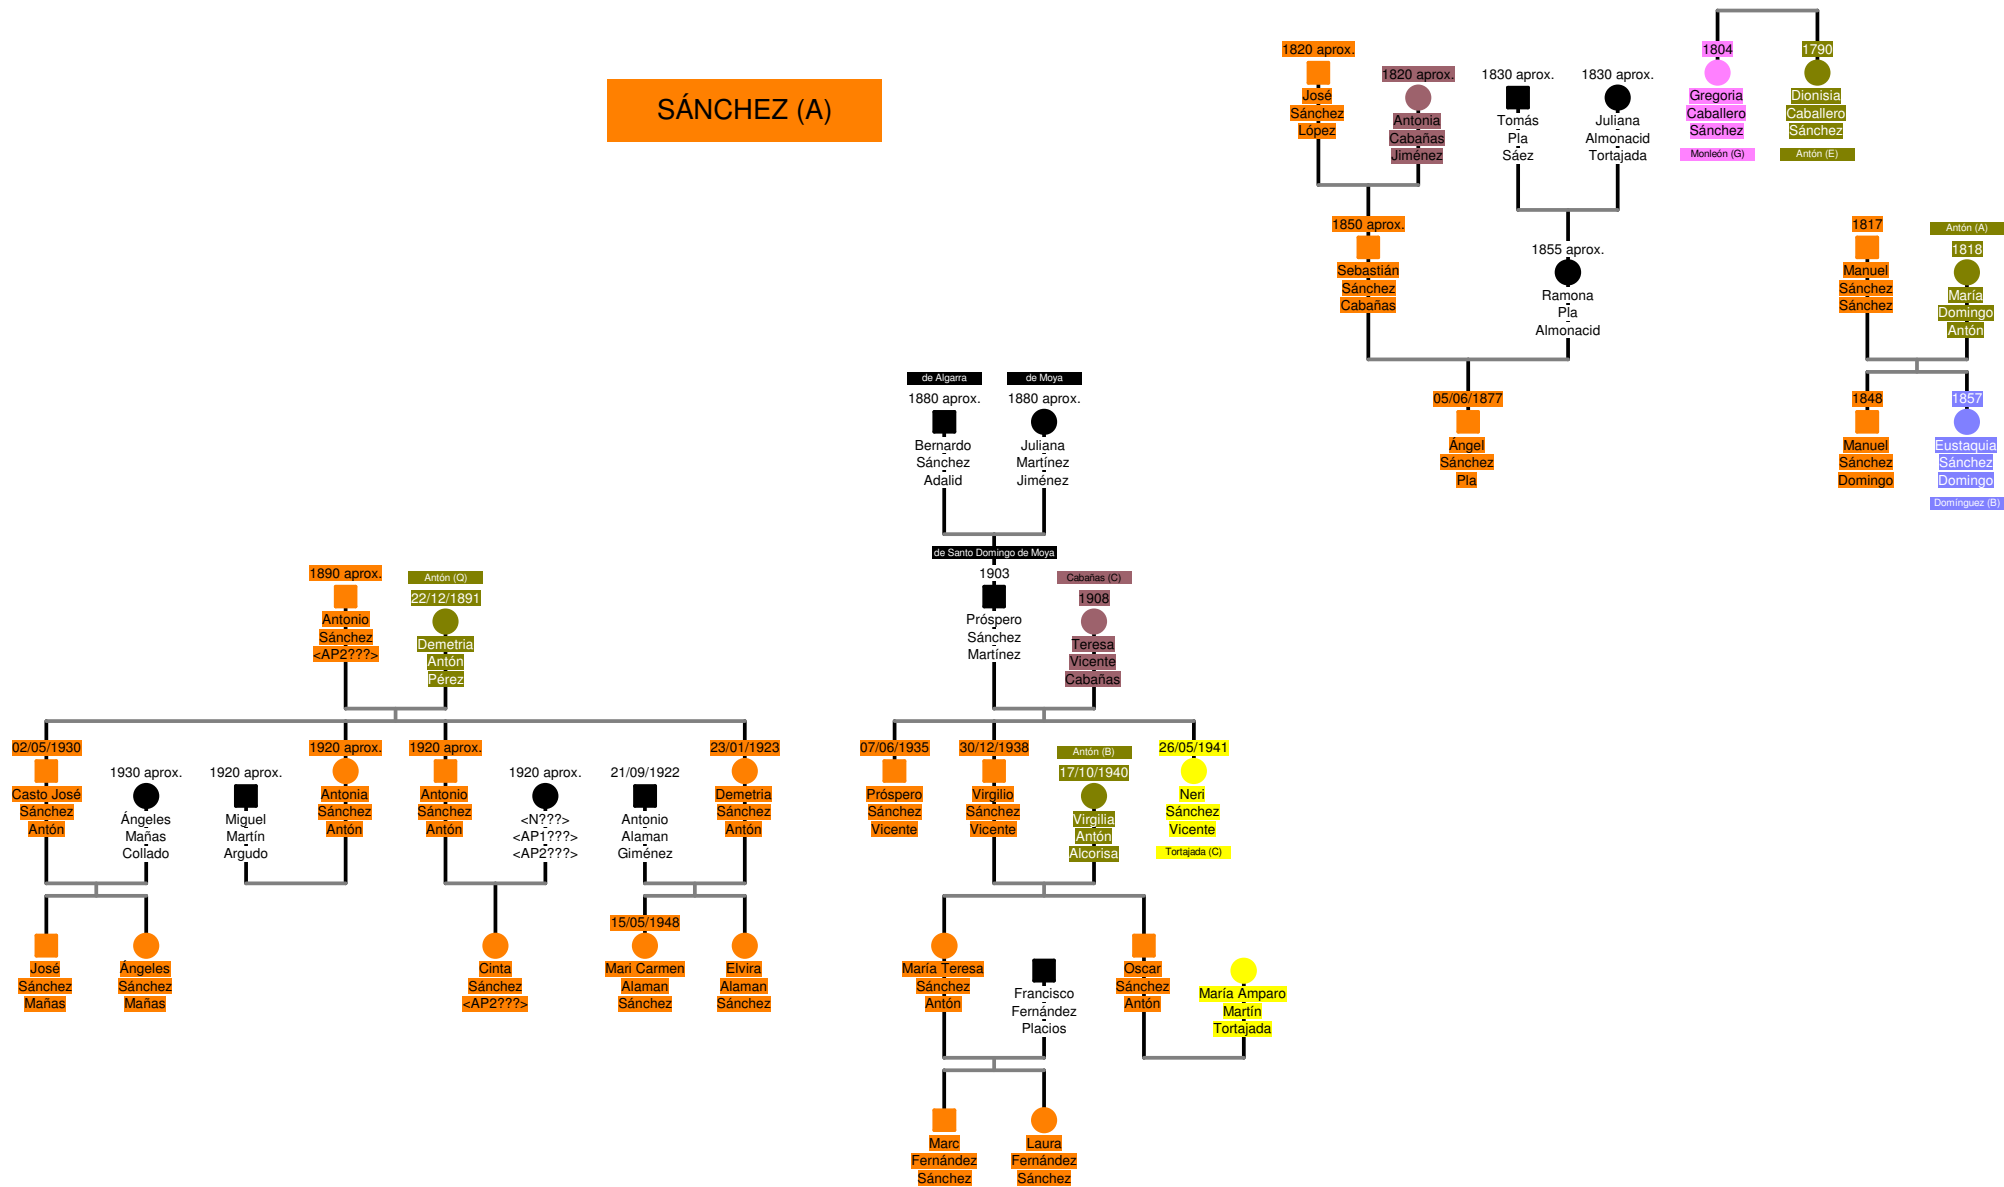 SÁNCHEZ (A)
1820 aprox.
José
Sánchez
López
1820 aprox.
Antonia
Cabañas
Jiménez
1830 aprox.
Tomás
Pla
Sáez
1830 aprox.
Juliana
Almonacid
Tortajada
1804
Gregoria
Caballero
Sánchez
Monleón (G)
1790
Dionisia
Caballero
Sánchez
Antón (E)
1850 aprox.
Sebastián
Sánchez
Cabañas
1855 aprox.
Ramona
Pla
Almonacid
1817
Manuel
Sánchez
Sánchez
Antón (A)
1818
María
Domingo
Antón
05/06/1877
Ángel
Sánchez
Pla
1848
Manuel
Sánchez
Domingo
1857
Eustaquia
Sánchez
Domingo
Domínguez (B)
de Algarra
1880 aprox.
Bernardo
Sánchez
Adalid
de Moya
1880 aprox.
Juliana
Martínez
Jiménez
de Santo Domingo de Moya
1903
Próspero
Sánchez
Martínez
Cabañas (C)
1908
Teresa
Vicente
Cabañas
1890 aprox.
Antonio
Sánchez
<AP2???>
Antón (Q)
22/12/1891
Demetria
Antón
Pérez
02/05/1930
Casto José
Sánchez
Antón
1930 aprox.
Ángeles
Mañas
Collado
1920 aprox.
Miguel
Martín
Argudo
1920 aprox.
Antonia
Sánchez
Antón
1920 aprox.
Antonio
Sánchez
Antón
1920 aprox.
<N???>
<AP1???>
<AP2???>
21/09/1922
Antonio
Alaman
Giménez
23/01/1923
Demetria
Sánchez
Antón
07/06/1935
Próspero
Sánchez
Vicente
30/12/1938
Virgilio
Sánchez
Vicente
Antón (B)
17/10/1940
Virgilia
Antón
Alcorisa
26/05/1941
Neri
Sánchez
Vicente
Tortajada (C)
José
Sánchez
Mañas
Ángeles
Sánchez
Mañas
Cinta
Sánchez
<AP2???>
15/05/1948
Mari Carmen
Alaman
Sánchez
Elvira
Alaman
Sánchez
María Teresa
Sánchez
Antón
Francisco
Fernández
Placios
Oscar
Sánchez
Antón
María Amparo
Martín
Tortajada
Marc
Fernández
Sánchez
Laura
Fernández
Sánchez